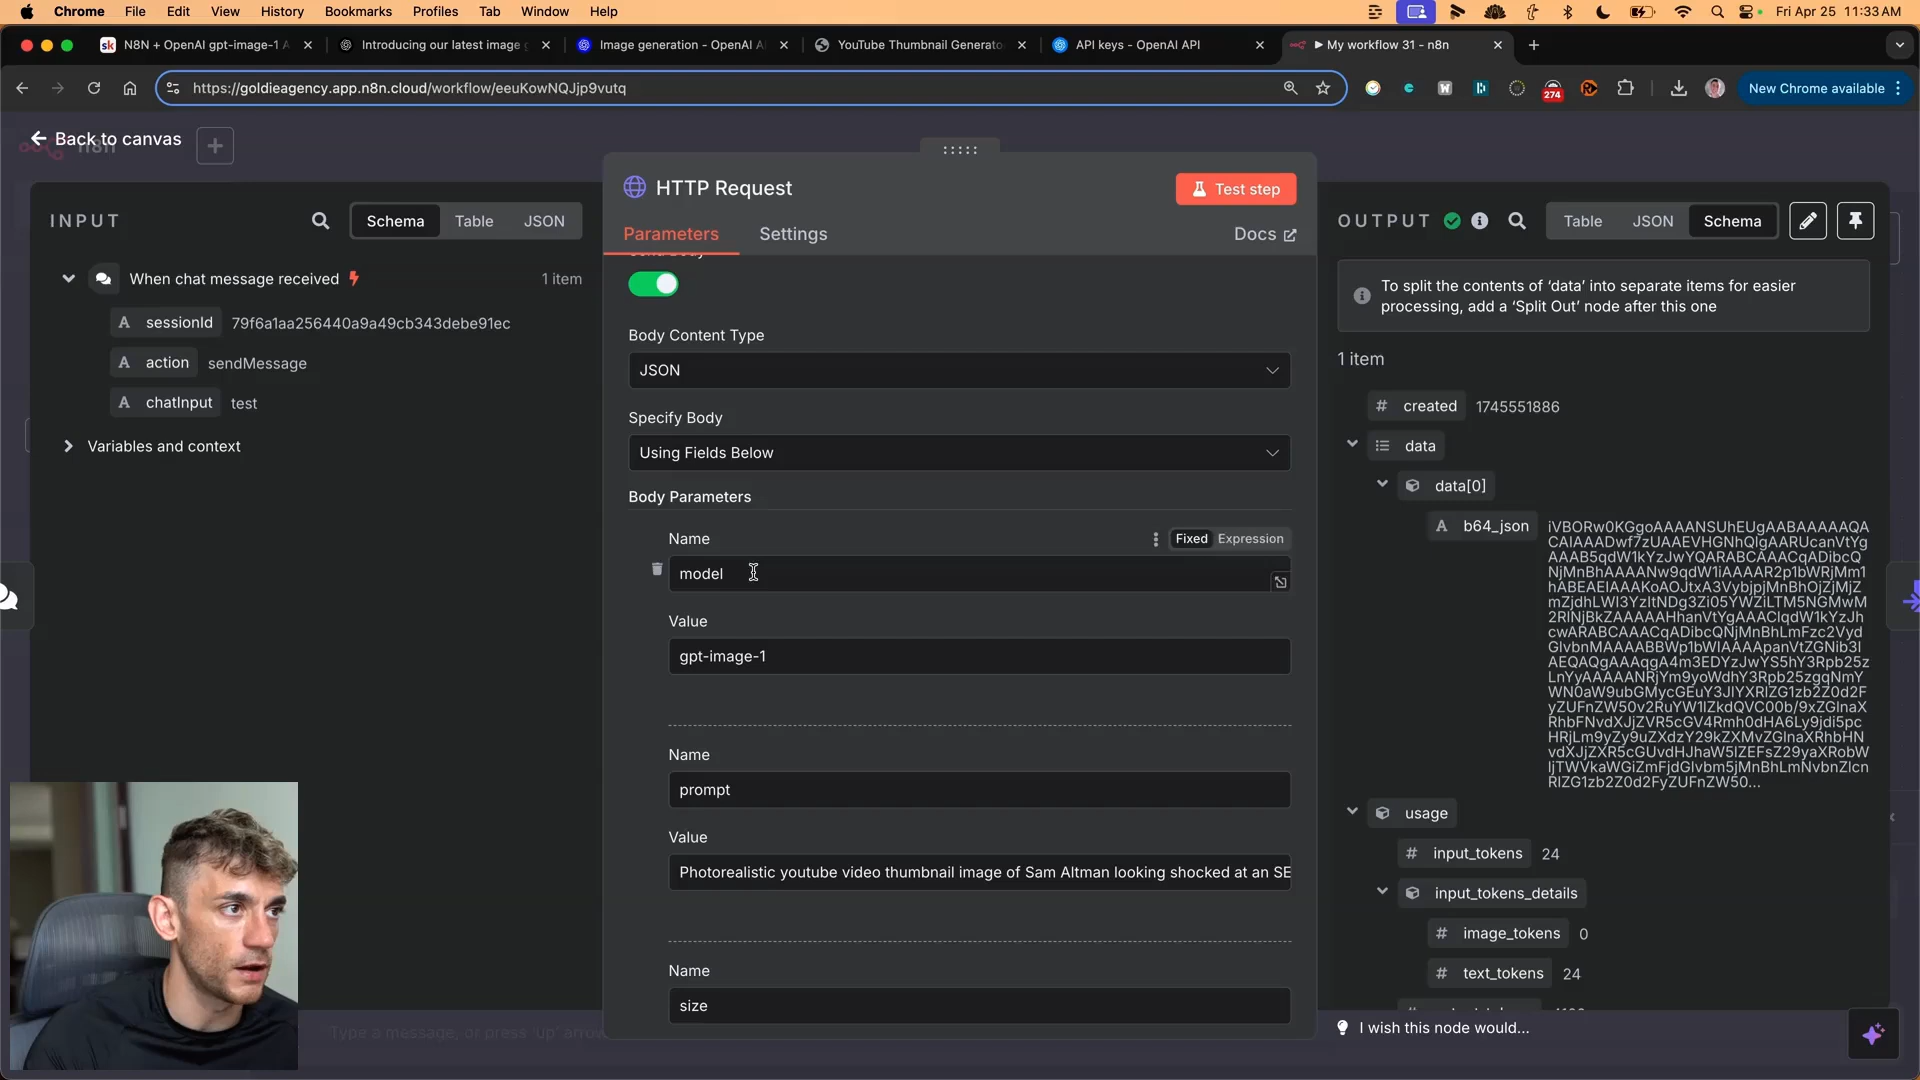 Chrome File Edit View History Bookmarks Profiles Tab Window Help
Fri Apr 25 11:33 AM
N8N + OpenAI gpt-image-1 A
Introducing our latest image g
Image generation - OpenAI A
YouTube Thumbnail Generato
API keys - OpenAI API
My workflow 31 - n8n
https://goldieagency.app.n8n.cloud/workflow/eeuKowNQJjp9vutq
274
New Chrome available
Back to canvas
n8n
INPUT
Schema Table JSON
When chat message received
1 item
A sessionId 79f6a1aa256440a9a49cb343debe91ec
A action sendMessage
A chatInput test
Variables and context
HTTP Request
Test step
Parameters Settings
Docs
Body Content Type
JSON
Specify Body
Using Fields Below
Body Parameters
Name
Fixed Expression
model
Value
gpt-image-1
Name
prompt
Value
Photorealistic youtube video thumbnail image of Sam Altman looking shocked at an SE
Name
size
Type a message, or press 'up' arrow
OUTPUT
Table JSON Schema
To split the contents of ‘data’ into separate items for easier
processing, add a ‘Split Out’ node after this one
1 item
# created 1745551886
data
data[0]
A b64_json
# input_tokens 24
usage
input_tokens_details
# image_tokens 0
# text_tokens 24
I wish this node would...